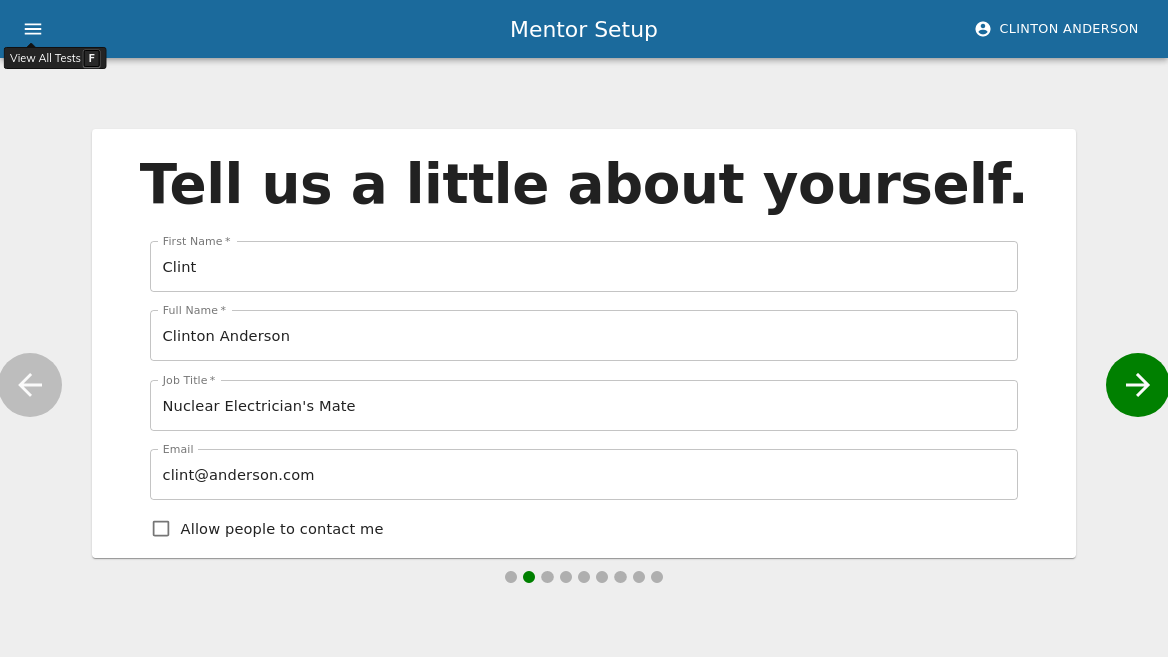 Mentor Setup
CLINTON ANDERSON
View All Tests F
Tell us a little about yourself.
First Name *
Clint
Full Name *
Clinton Anderson
Job Title *
Nuclear Electrician's Mate
Email
clint@anderson.com
Allow people to contact me